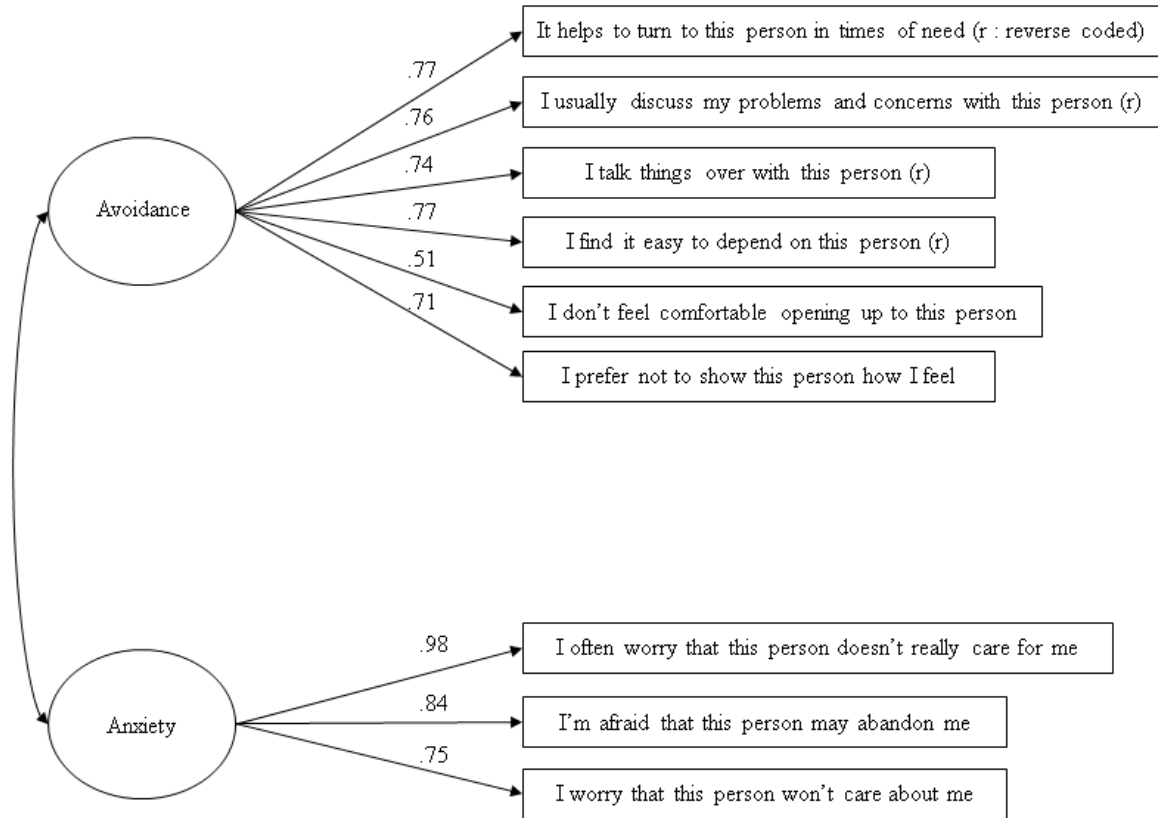 It helps to turn to this person in times of need (r : reverse coded)
.77
I usually discuss my problems and concerns with this person (r)
.76
.74
I talk things over with this person (r)
Avoidance
.77
I find it easy to depend on this person (r)
.51
.71
I don't feel comfortable opening up to this person
I prefer not to show this person how I feel
.98
I often worry that this person doesn't really care for me
.84
Anxiety
I'm afraid that this person may abandon me
.75
I worry that this person won't care about me